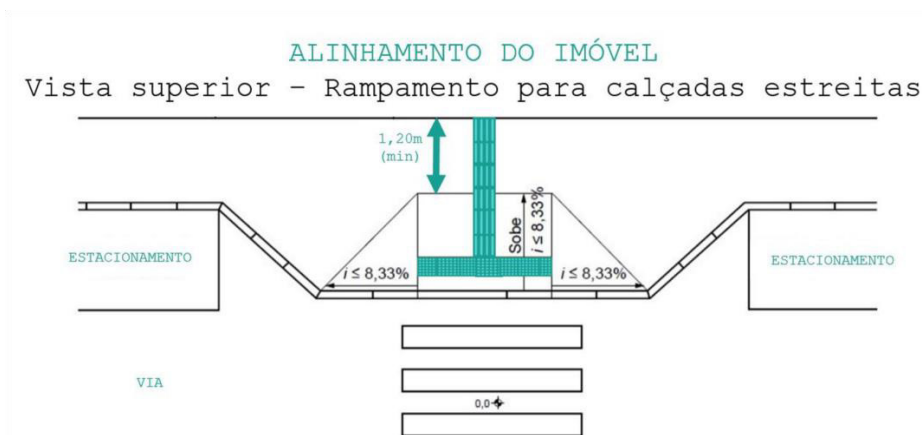 ALINHAMENTO DO IMÓVEL
Vista superior – Rampamento para calçadas estreitas
1,20m
(min)
Sobe
i ≤ 8,33%
ESTACIONAMENTO
i ≤ 8,33%
i ≤ 8,33%
ESTACIONAMENTO
VIA
0,0